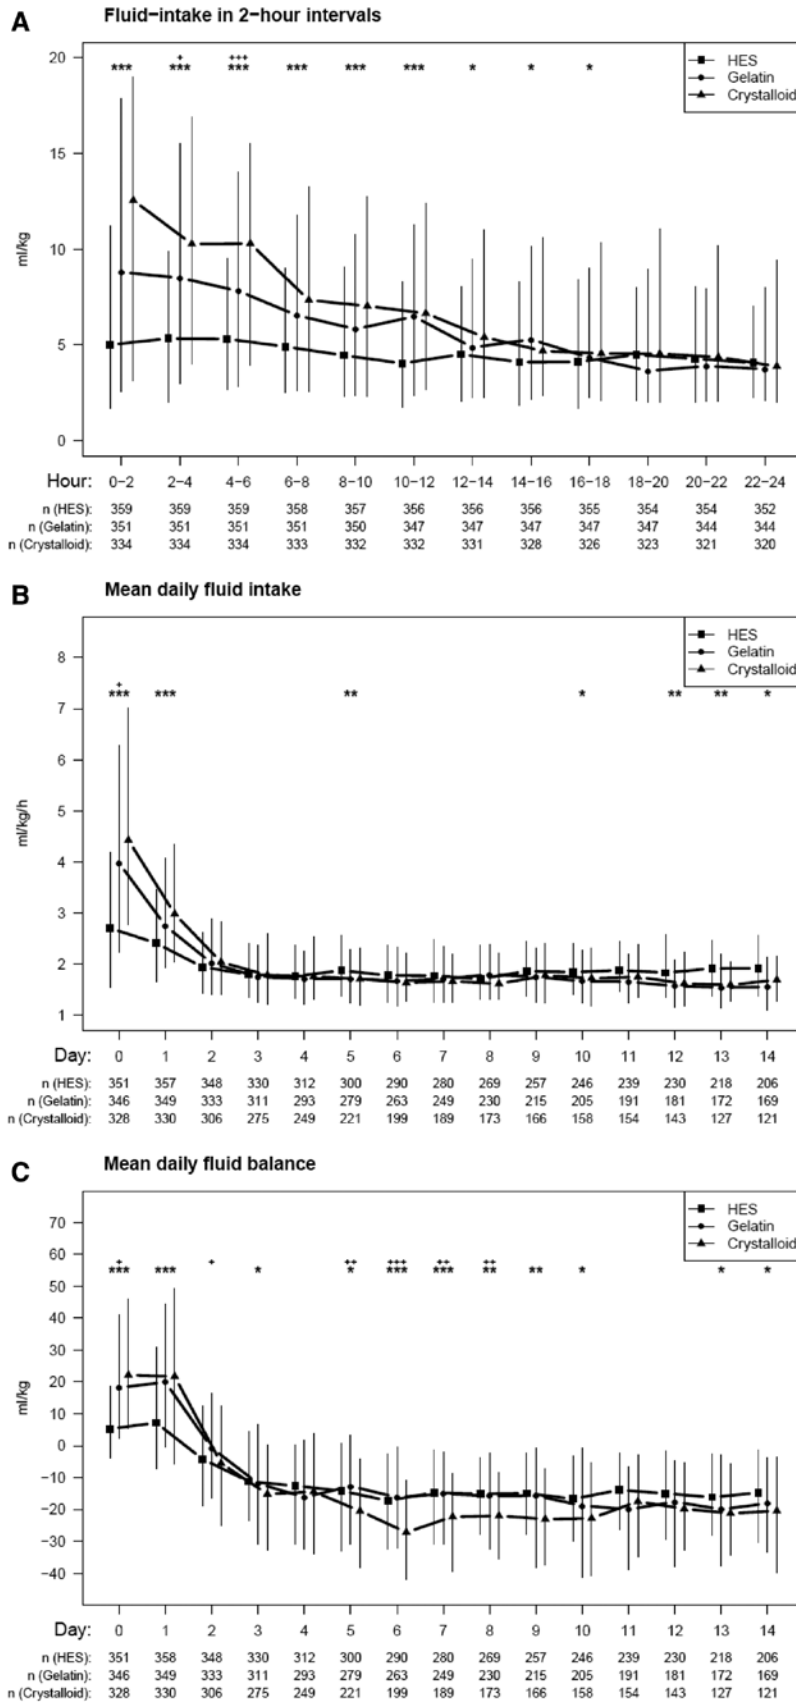 A
Fluid−intake in 2−hour intervals
+ +++
*** *** *** *** *** *** * * *
HES
Gelatin
Crystalloid
20
15
10
5
0
ml/kg
Hour: 0−2 2−4 4−6 6−8 8−10 10−12 12−14 14−16 16−18 18−20 20−22 22−24
n (HES): 359 359 359 358 357 356 356 356 355 354 354 352
n (Gelatin): 351 351 351 351 350 347 347 347 347 347 344 344
n (Crystalloid): 334 334 334 333 332 332 331 328 326 323 321 320
B
Mean daily fluid intake
HES
Gelatin
Crystalloid
+
*** *** ** * ** ** *
8
7
6
5
4
3
2
1
ml/kg/h
Day: 0 1 2 3 4 5 6 7 8 9 10 11 12 13 14
n (HES): 351 357 348 330 312 300 290 280 269 257 246 239 230 218 206
n (Gelatin): 346 349 333 311 293 279 263 249 230 215 205 191 181 172 169
n (Crystalloid): 328 330 306 275 249 221 199 189 173 166 158 154 143 127 121
C
Mean daily fluid balance
HES
Gelatin
Crystalloid
+ + ++ +++ ++ ++
*** *** * * *** *** ** ** * * *
70
60
50
40
30
20
10
0
−10
−20
−30
−40
ml/kg
Day: 0 1 2 3 4 5 6 7 8 9 10 11 12 13 14
n (HES): 351 358 348 330 312 300 290 280 269 257 246 239 230 218 206
n (Gelatin): 346 349 333 311 293 279 263 249 230 215 205 191 181 172 169
n (Crystalloid): 328 330 306 275 249 221 199 189 173 166 158 154 143 127 121